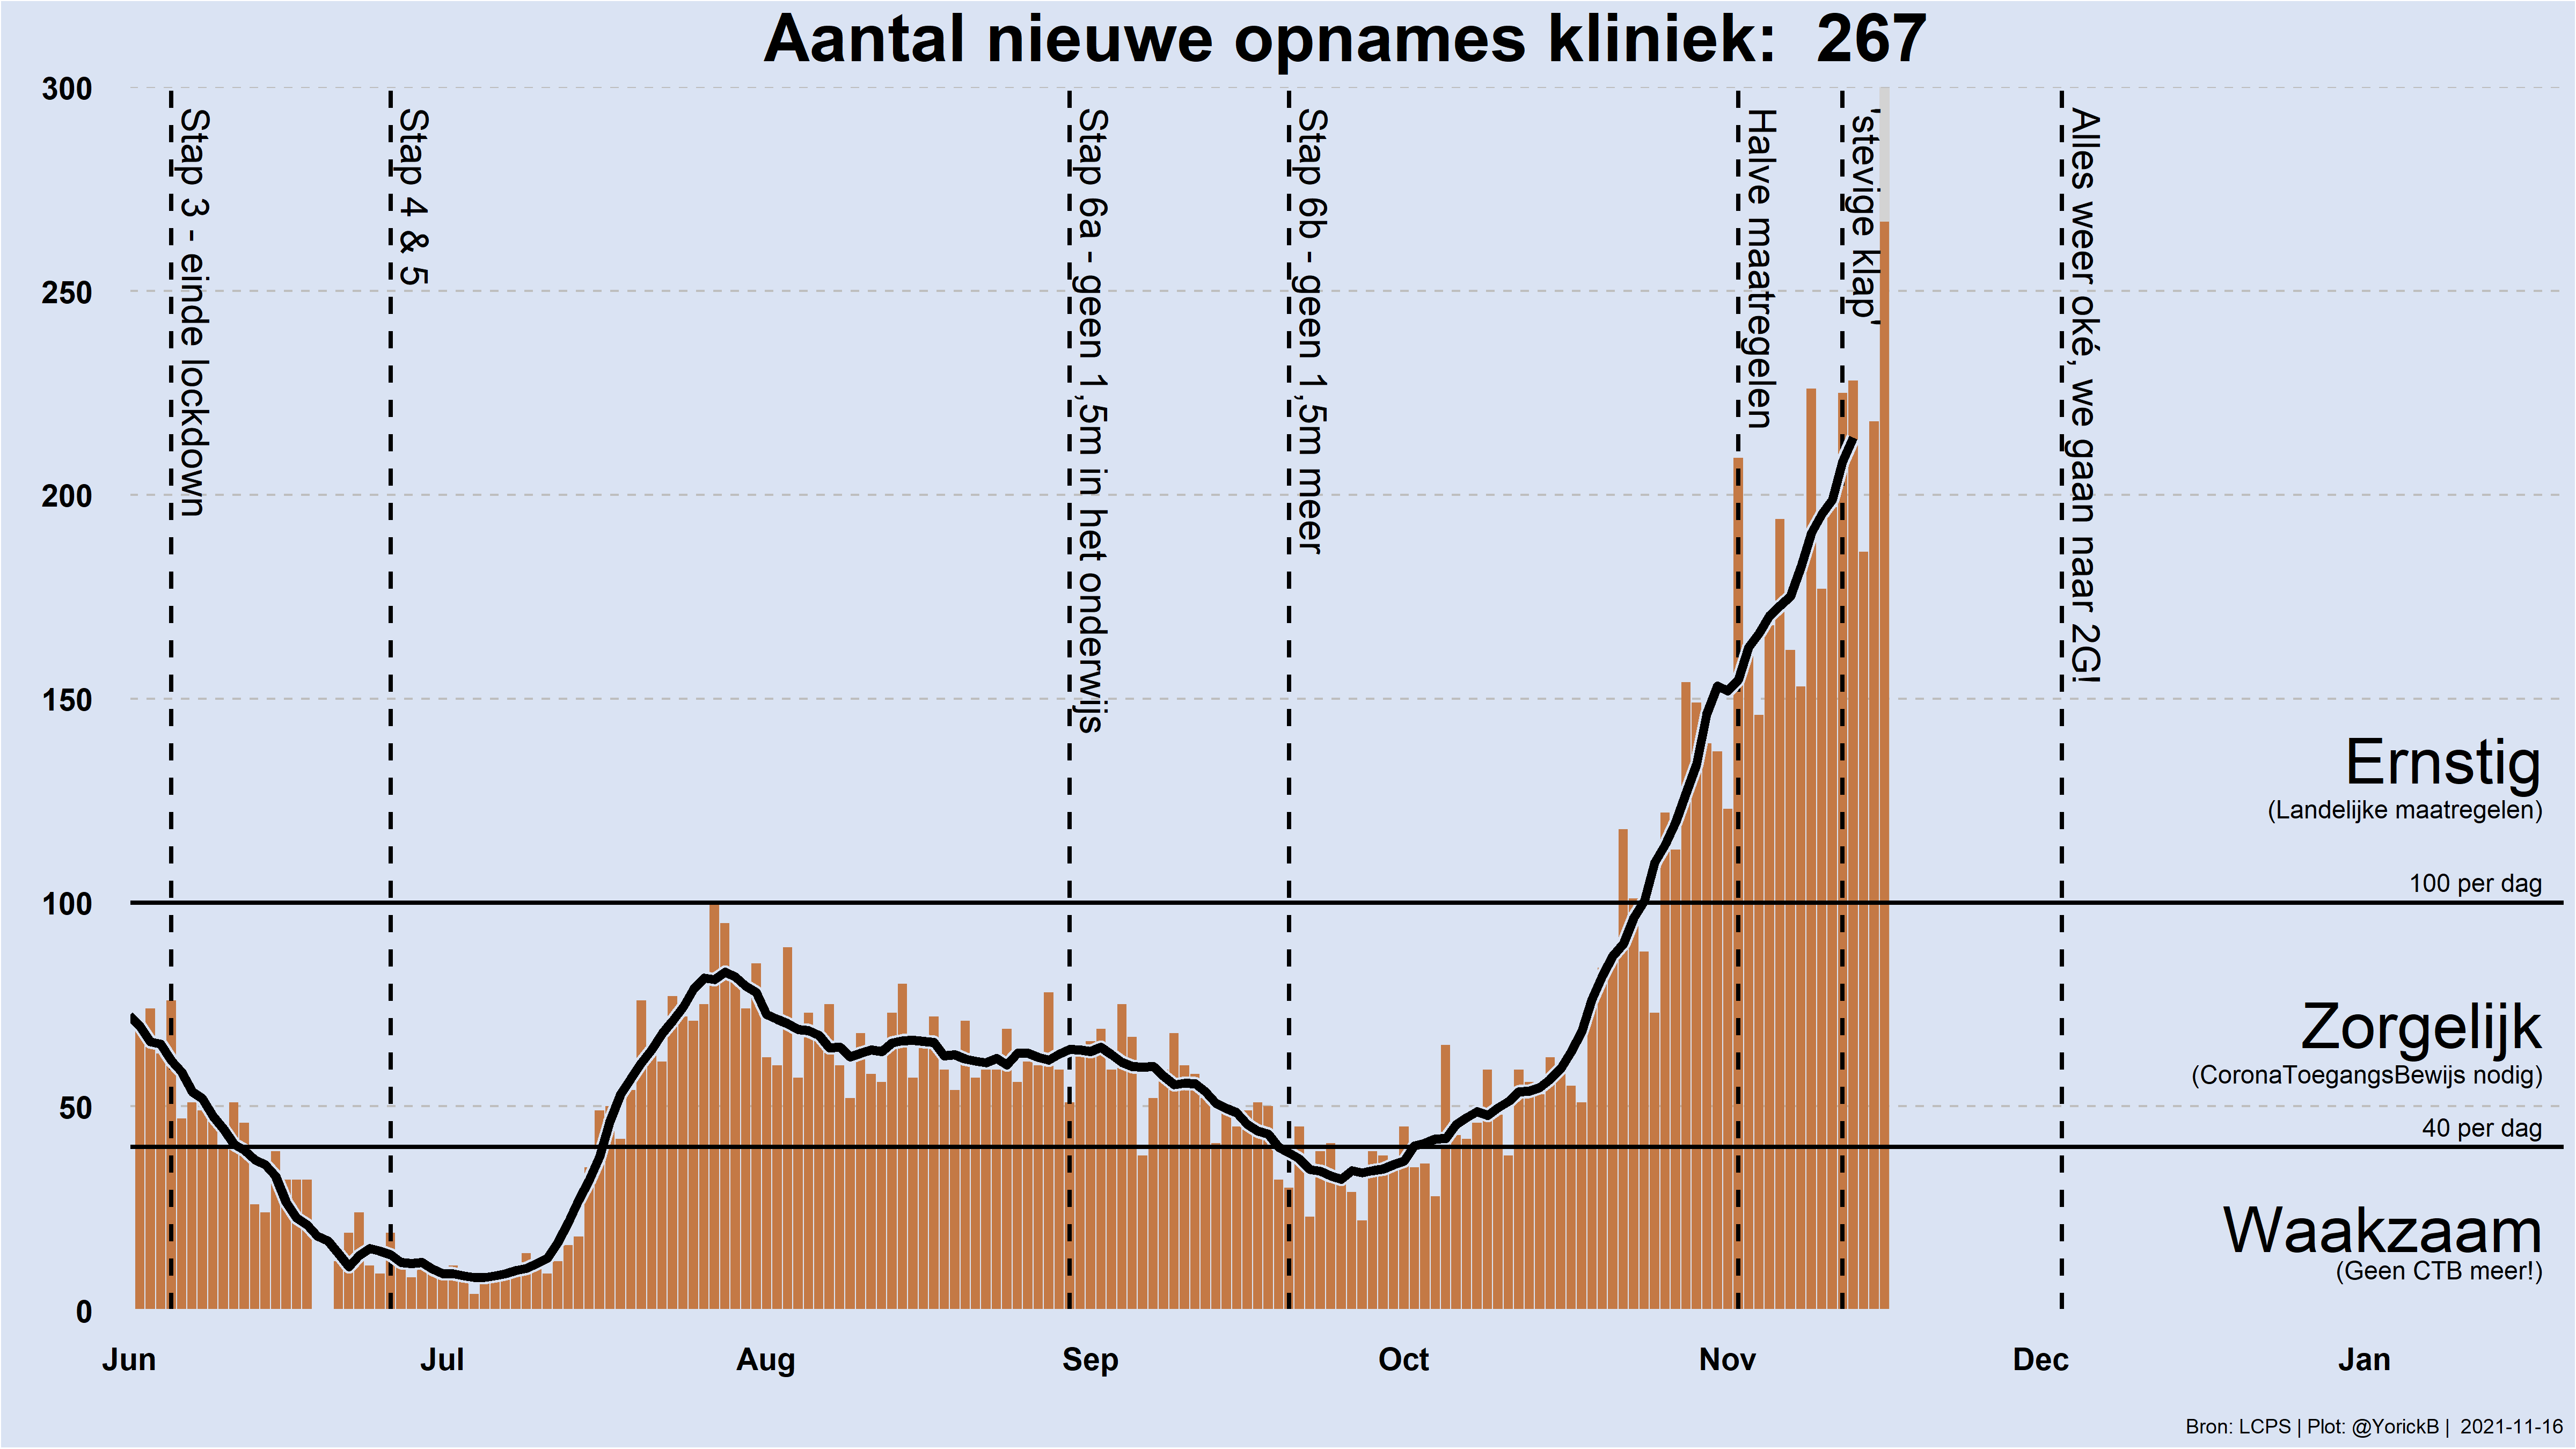 Aantal nieuwe opnames kliniek: 267
300
250
200
150
100
50
0
Stap 3 - einde lockdown
Stap 4 & 5
Stap 6a - geen 1,5m in het onderwijs
Stap 6b - geen 1,5m meer
Halve maatregelen
'stevige klap'
Alles weer oké, we gaan naar 2G!
Ernstig
(Landelijke maatregelen)
100 per dag
Zorgelijk
(CoronaToegangsBewijs nodig)
40 per dag
Waakzaam
(Geen CTB meer!)
Jun
Jul
Aug
Sep
Oct
Nov
Dec
Jan
Bron: LCPS | Plot: @YorickB | 2021-11-16